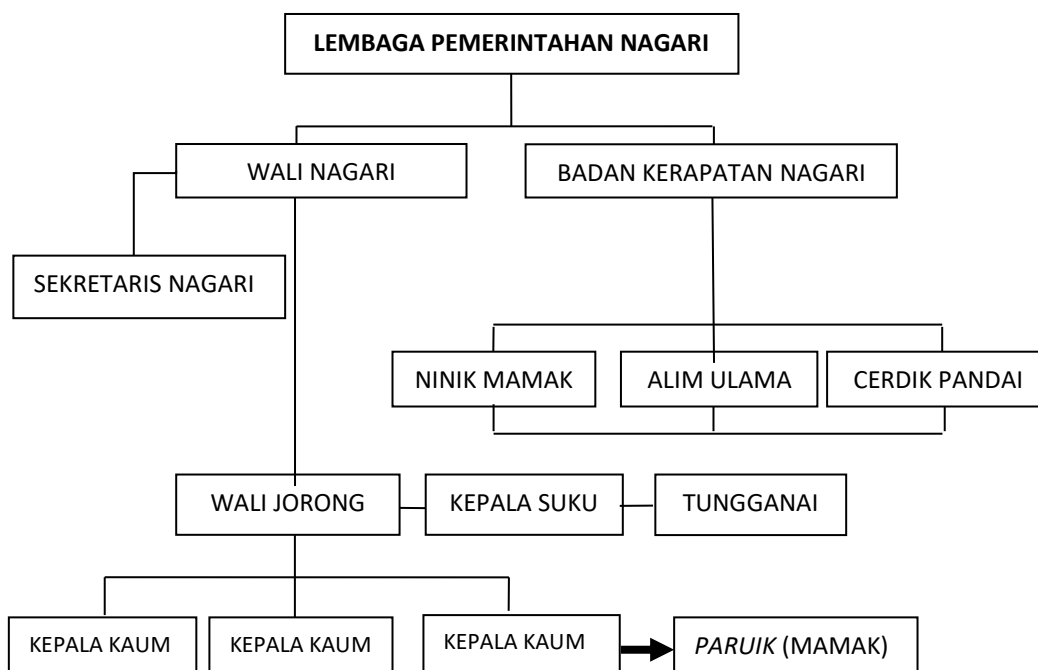 LEMBAGA PEMERINTAHAN NAGARI
WALI NAGARI
BADAN KERAPATAN NAGARI
SEKRETARIS NAGARI
NINIK MAMAK
ALIM ULAMA
CERDIK PANDAI
WALI JORONG
KEPALA SUKU
TUNGGANAI
KEPALA KAUM
KEPALA KAUM
KEPALA KAUM
PARUIK (MAMAK)